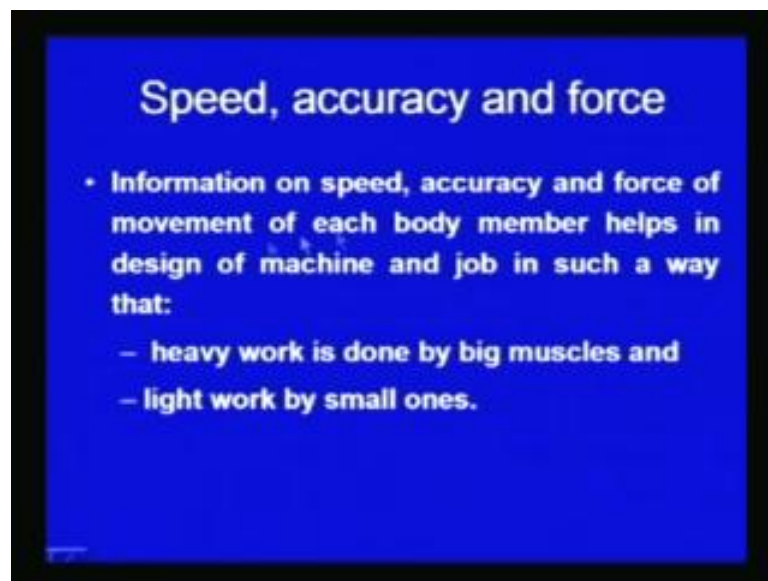 Speed, accuracy and force
• Information on speed, accuracy and force of
movement of each body member helps in
design of machine and job in such a way
that:
– heavy work is done by big muscles and
– light work by small ones.